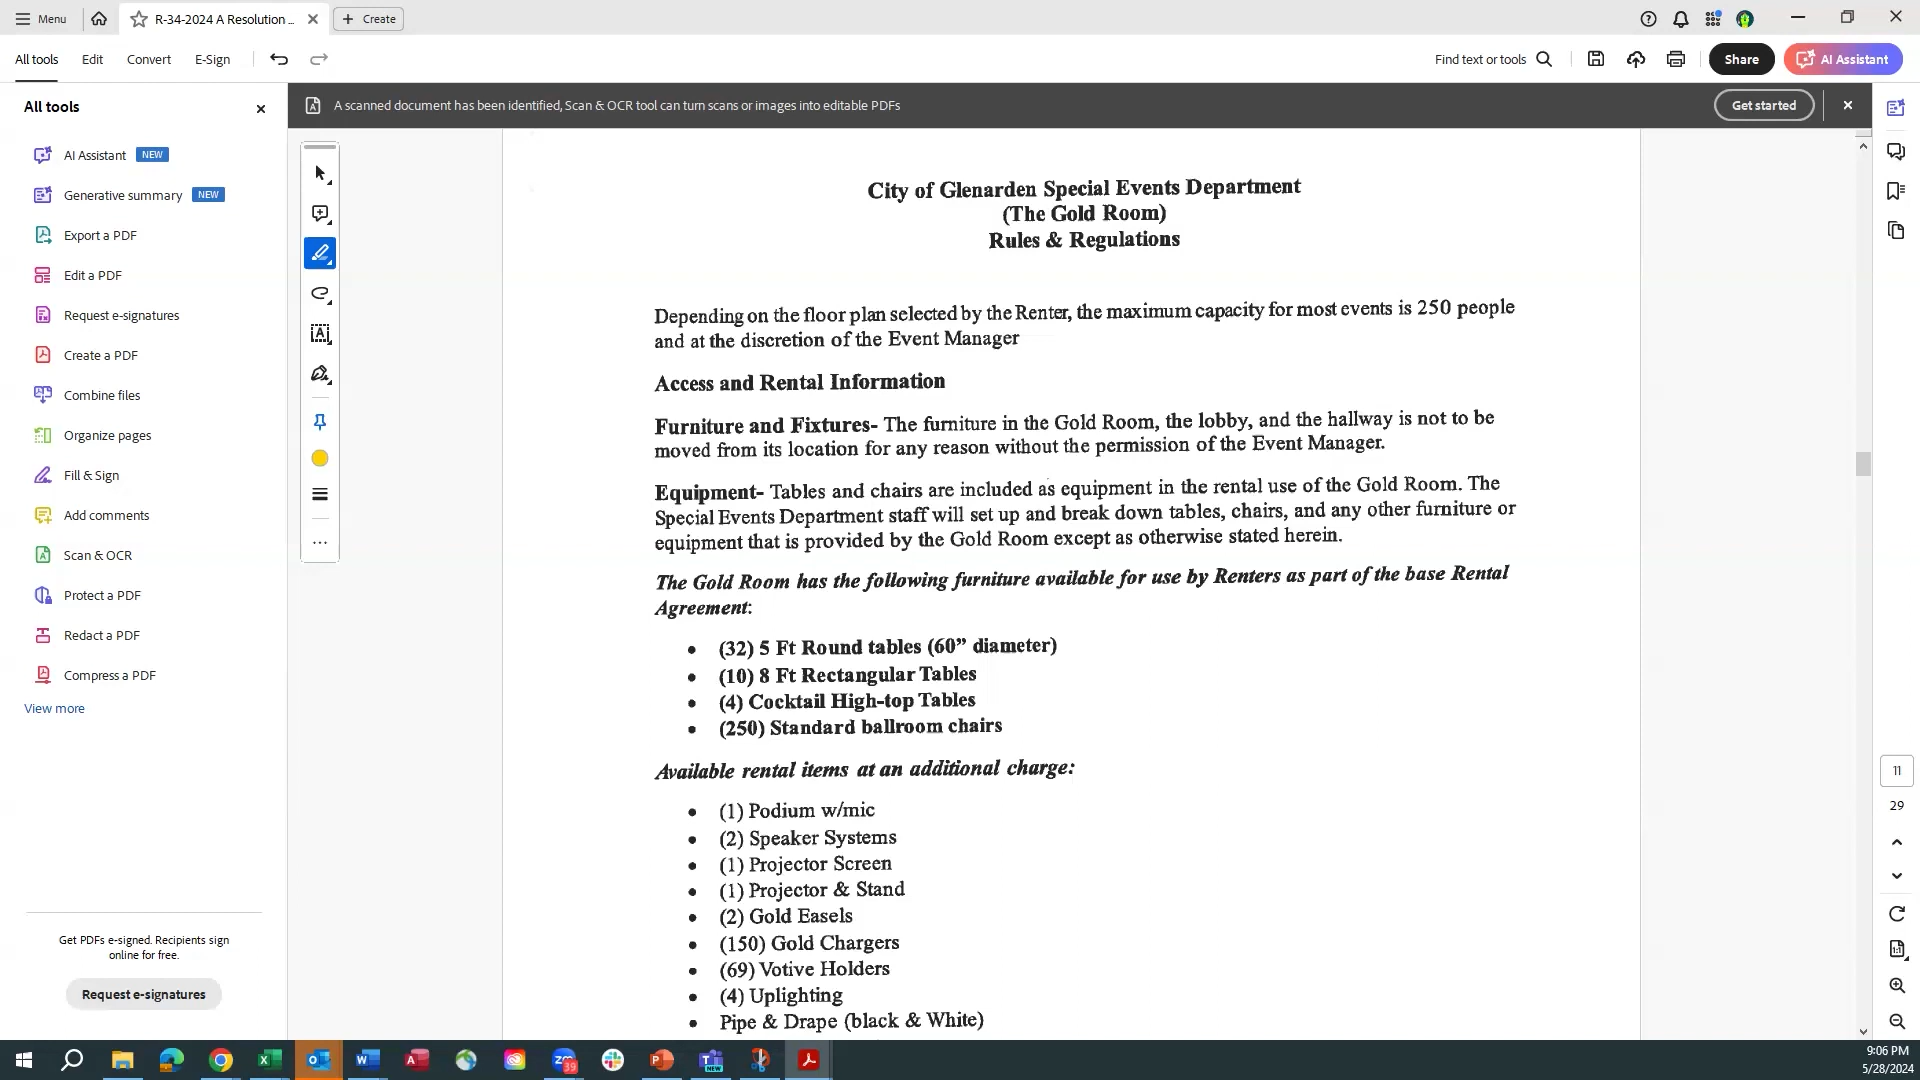 Menu
R-34-2024 A Resolution ...
Create
All tools
Edit
Convert
E-Sign
Find text or tools
Share
AI Assistant
All tools
A scanned document has been identified, Scan & OCR tool can turn scans or images into editable PDFs
Get started
AI Assistant NEW
Generative summary NEW
Export a PDF
Edit a PDF
Request e-signatures
Create a PDF
Combine files
Organize pages
Fill & Sign
Add comments
Scan & OCR
Protect a PDF
Redact a PDF
Compress a PDF
View more
Get PDFs e-signed. Recipients sign
online for free.
Request e-signatures
City of Glenarden Special Events Department
(The Gold Room)
Rules & Regulations
Depending on the floor plan selected by the Renter, the maximum capacity for most events is 250 people
and at the discretion of the Event Manager
Access and Rental Information
Furniture and Fixtures- The furniture in the Gold Room, the lobby, and the hallway is not to be
moved from its location for any reason without the permission of the Event Manager.
Equipment- Tables and chairs are included as equipment in the rental use of the Gold Room. The
Special Events Department staff will set up and break down tables, chairs, and any other furniture or
equipment that is provided by the Gold Room except as otherwise stated herein.
The Gold Room has the following furniture available for use by Renters as part of the base Rental
Agreement:
• (32) 5 Ft Round tables (60” diameter)
• (10) 8 Ft Rectangular Tables
• (4) Cocktail High-top Tables
• (250) Standard ballroom chairs
Available rental items at an additional charge:
• (1) Podium w/mic
• (2) Speaker Systems
• (1) Projector Screen
• (1) Projector & Stand
• (2) Gold Easels
• (150) Gold Chargers
• (69) Votive Holders
• (4) Uplighting
• Pipe & Drape (black & White)
11
29
9:06 PM
5/28/2024